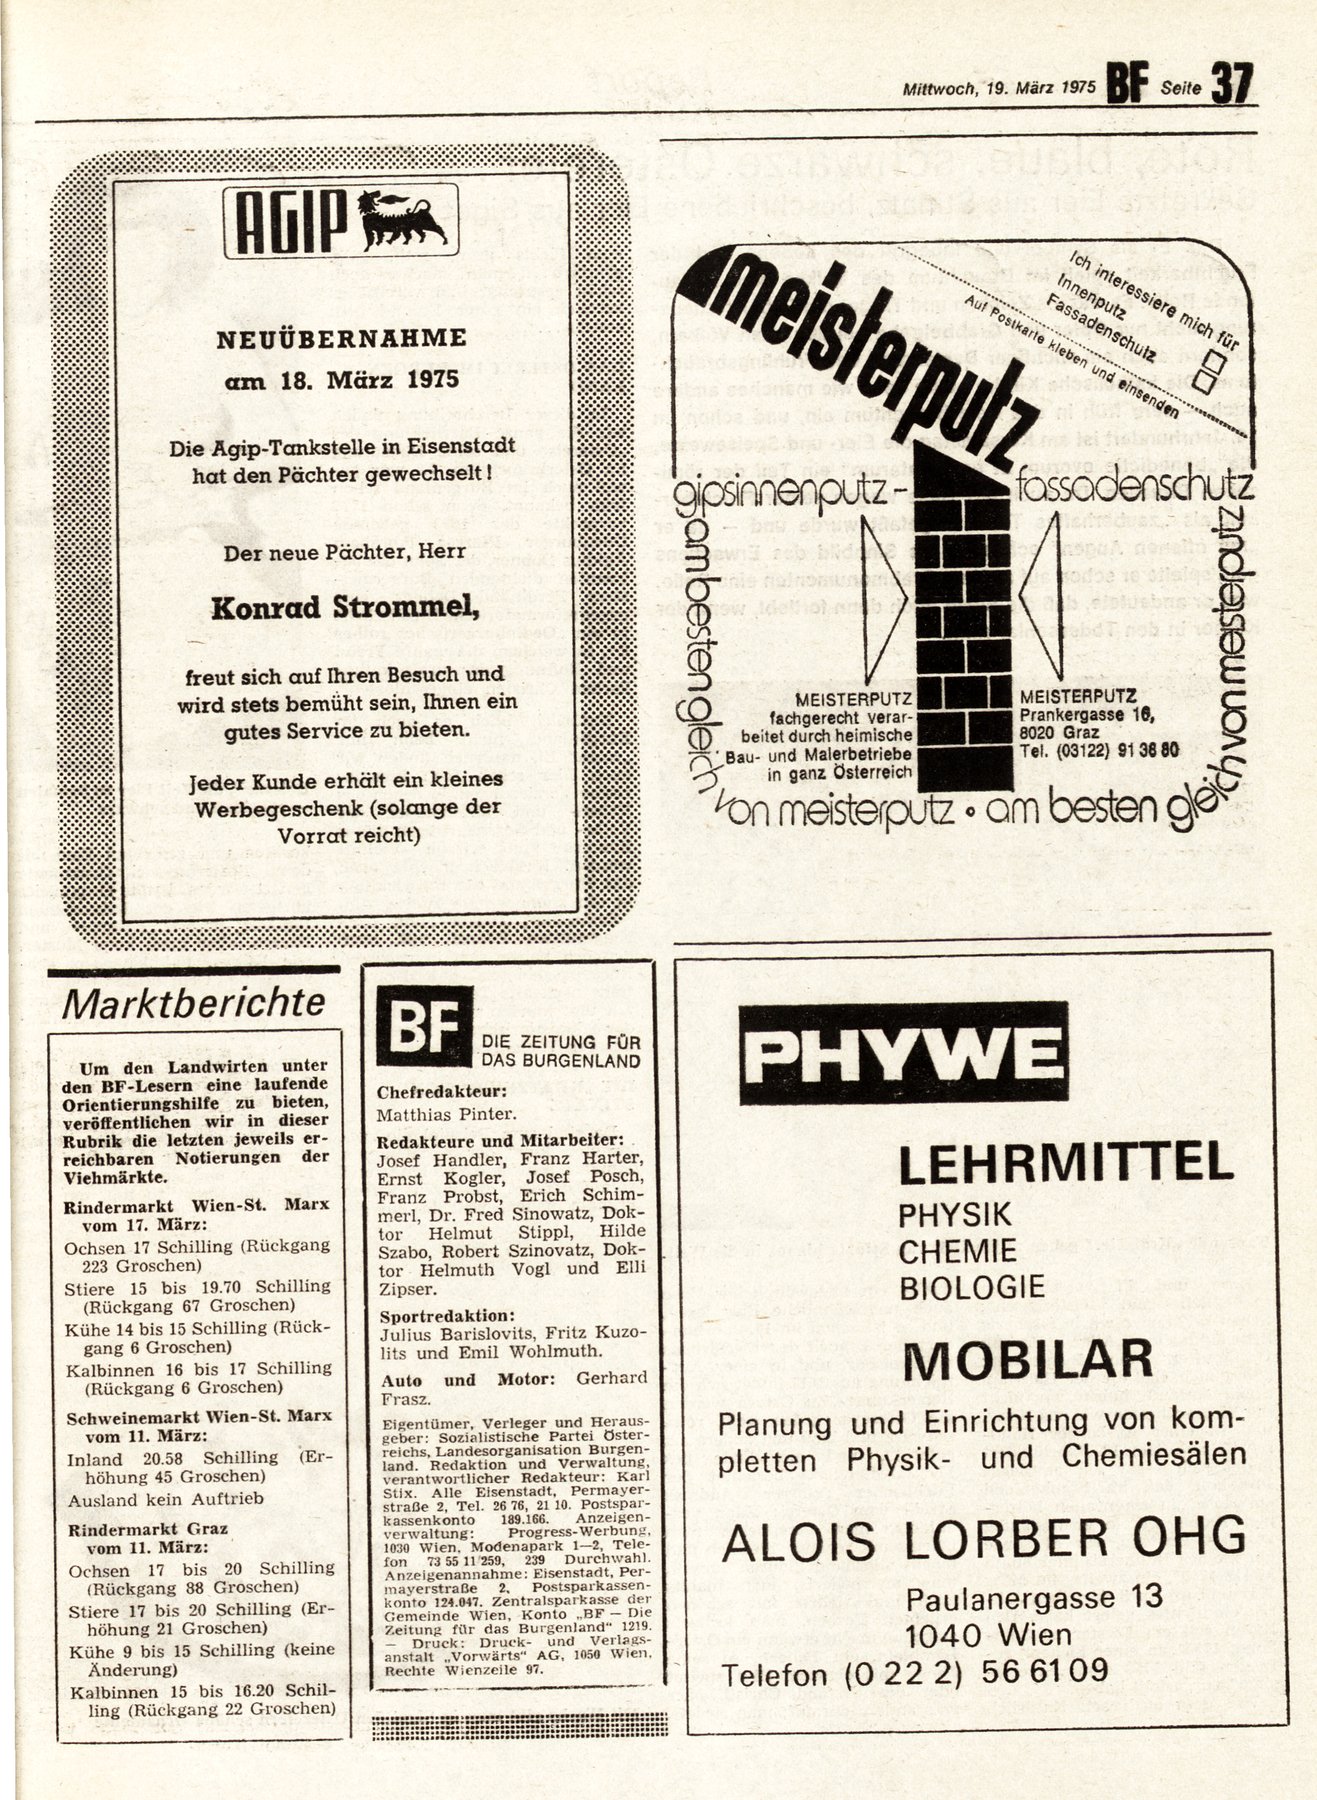 Mittwoch, 19. März 1975 BF Seite 37
AGIP
NEUÜBERNAHME
am 18. März 1975
Die Agip-Tankstelle in Eisenstadt
hat den Pächter gewechselt!
Der neue Pächter, Herr
Konrad Strommel,
freut sich auf Ihren Besuch und
wird stets bemüht sein, Ihnen ein
gutes Service zu bieten.
Jeder Kunde erhält ein kleines
Werbegeschenk (solange der
Vorrat reicht)
meisterputz
Ich interessiere mich für
Innenputz
Fassadenschutz
Auf Postkarte kleben und einsenden
gipsinnenputz-
fassadenschutz
am besten gleich von meisterputz • am besten gleich von meisterputz
MEISTERPUTZ
fachgerecht verar-
beitet durch heimische
Bau- und Malerbetriebe
in ganz Österreich
MEISTERPUTZ
Prankergasse 16,
8020 Graz
Tel. (03122) 91 36 80
Marktberichte
Um den Landwirten unter
den BF-Lesern eine laufende
Orientierungshilfe zu bieten,
veröffentlichen wir in dieser
Rubrik die letzten jeweils er-
reichbaren Notierungen der
Viehmärkte.
Rindermarkt Wien-St. Marx
vom 17. März:
Ochsen 17 Schilling (Rückgang
223 Groschen)
Stiere 15 bis 19.70 Schilling
(Rückgang 67 Groschen)
Kühe 14 bis 15 Schilling (Rück-
gang 6 Groschen)
Kalbinnen 16 bis 17 Schilling
(Rückgang 6 Groschen)
Schweinemarkt Wien-St. Marx
vom 11. März:
Inland 20.58 Schilling (Er-
höhung 45 Groschen)
Ausland kein Auftrieb
Rindermarkt Graz
vom 11. März:
Ochsen 17 bis 20 Schilling
(Rückgang 88 Groschen)
Stiere 17 bis 20 Schilling (Er-
höhung 21 Groschen)
Kühe 9 bis 15 Schilling (keine
Änderung)
Kalbinnen 15 bis 16.20 Schil-
ling (Rückgang 22 Groschen)
BF
DIE ZEITUNG FÜR
DAS BURGENLAND
Chefredakteur:
Matthias Pinter.
Redakteure und Mitarbeiter:
Josef Handler, Franz Harter,
Ernst Kogler, Josef Posch,
Franz Probst, Erich Schim-
merl, Dr. Fred Sinowatz, Dok-
tor Helmut Stippl, Hilde
Szabo, Robert Szinovatz, Dok-
tor Helmuth Vogl und Elli
Zipser.
Sportredaktion:
Julius Barislovits, Fritz Kuzo-
lits und Emil Wohlmuth.
Auto und Motor: Gerhard
Frasz.
Eigentümer, Verleger und Heraus-
geber: Sozialistische Partei Öster-
reichs, Landesorganisation Burgen-
land. Redaktion und Verwaltung,
verantwortlicher Redakteur: Karl
Stix. Alle Eisenstadt, Permayer-
straße 2, Tel. 26 76, 21 10. Postspar-
kassenkonto 189.166. Anzeigen-
verwaltung: Progress-Werbung,
1030 Wien, Modenapark 1—2, Tele-
fon 73 55 11/259, 239 Durchwahl.
Anzeigenannahme: Eisenstadt, Per-
mayerstraße 2, Postsparkassen-
konto 124.047. Zentralsparkasse der
Gemeinde Wien, Konto „BF — Die
Zeitung für das Burgenland" 1219.
— Druck: Druck- und Verlags-
anstalt „Vorwärts" AG, 1050 Wien,
Rechte Wienzeile 97.
PHYWE
LEHRMITTEL
PHYSIK
CHEMIE
BIOLOGIE
MOBILAR
Planung und Einrichtung von kom-
pletten Physik- und Chemiesälen
ALOIS LORBER OHG
Paulanergasse 13
1040 Wien
Telefon (0 22 2) 56 61 09